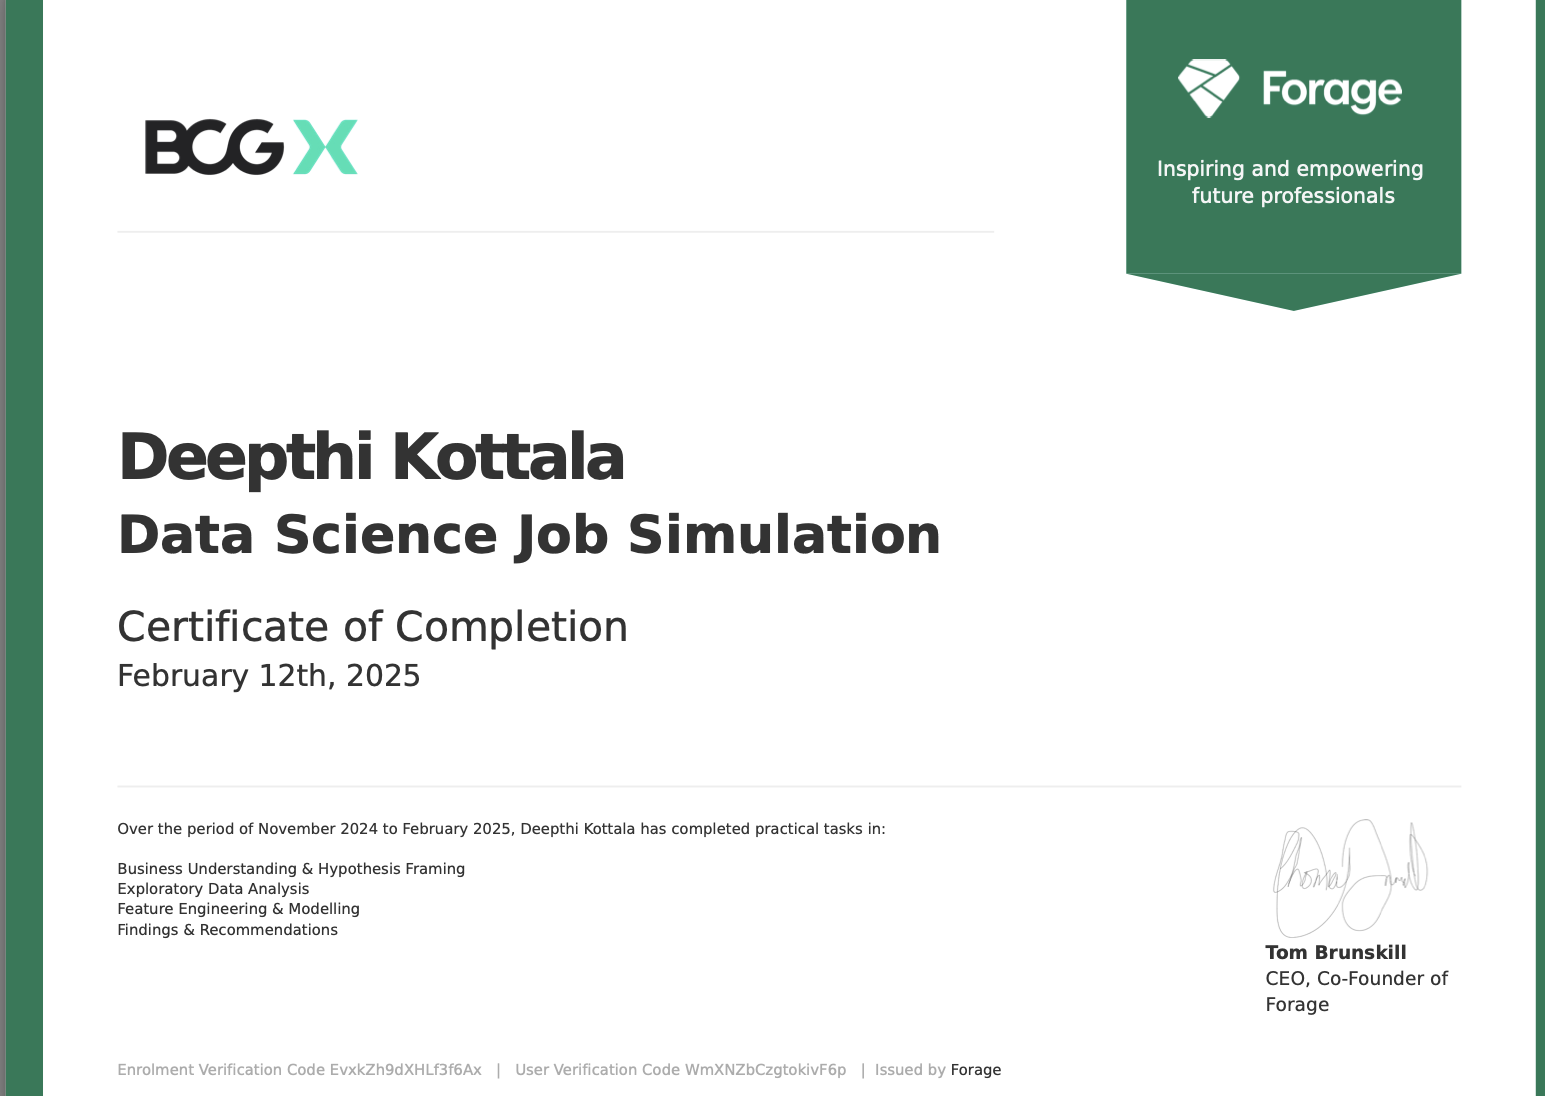 BCG X
Forage
Inspiring and empowering
future professionals
Deepthi Kottala
Data Science Job Simulation
Certificate of Completion
February 12th, 2025
Over the period of November 2024 to February 2025, Deepthi Kottala has completed practical tasks in:
Business Understanding & Hypothesis Framing
Exploratory Data Analysis
Feature Engineering & Modelling
Findings & Recommendations
Tom Brunskill
CEO, Co-Founder of
Forage
Enrolment Verification Code EvxkZh9dXHLf3f6Ax | User Verification Code WmXNZbCzgtokivF6p | Issued by Forage